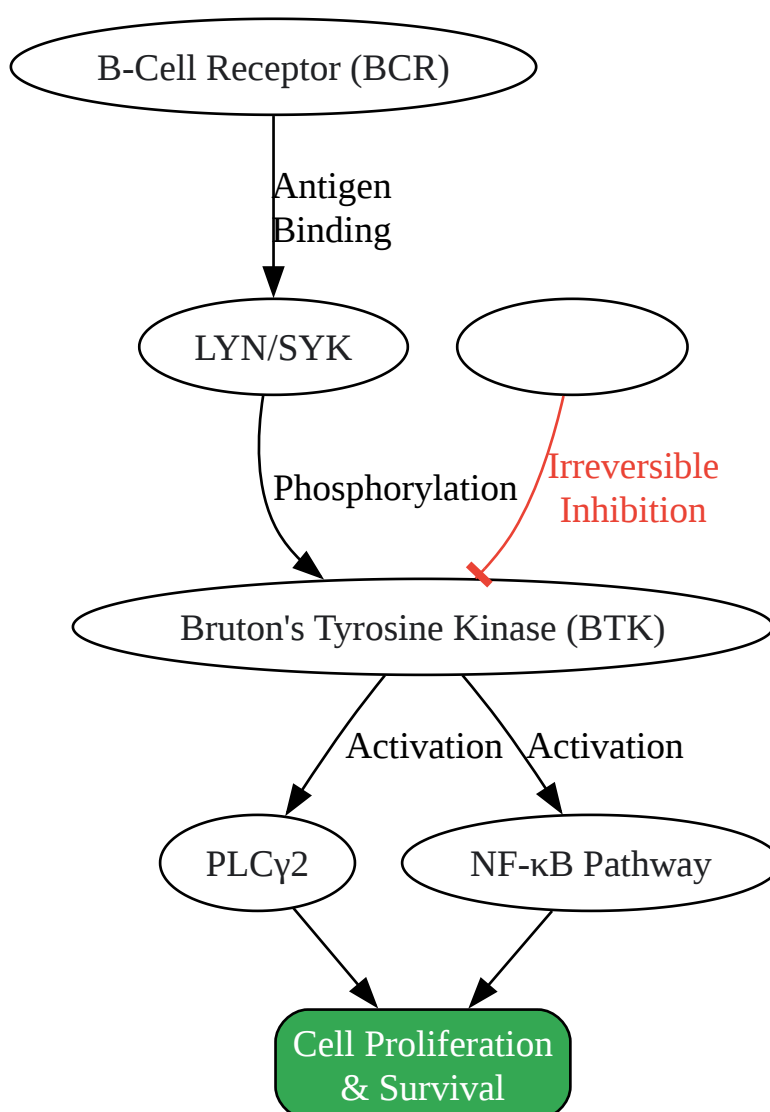 B-Cell Receptor (BCR)
Antigen
Binding
LYN/SYK
Phosphorylation
Irreversible
Inhibition
Bruton's Tyrosine Kinase (BTK)
Activation
Activation
PLCγ2
NF-κB Pathway
Cell Proliferation
& Survival